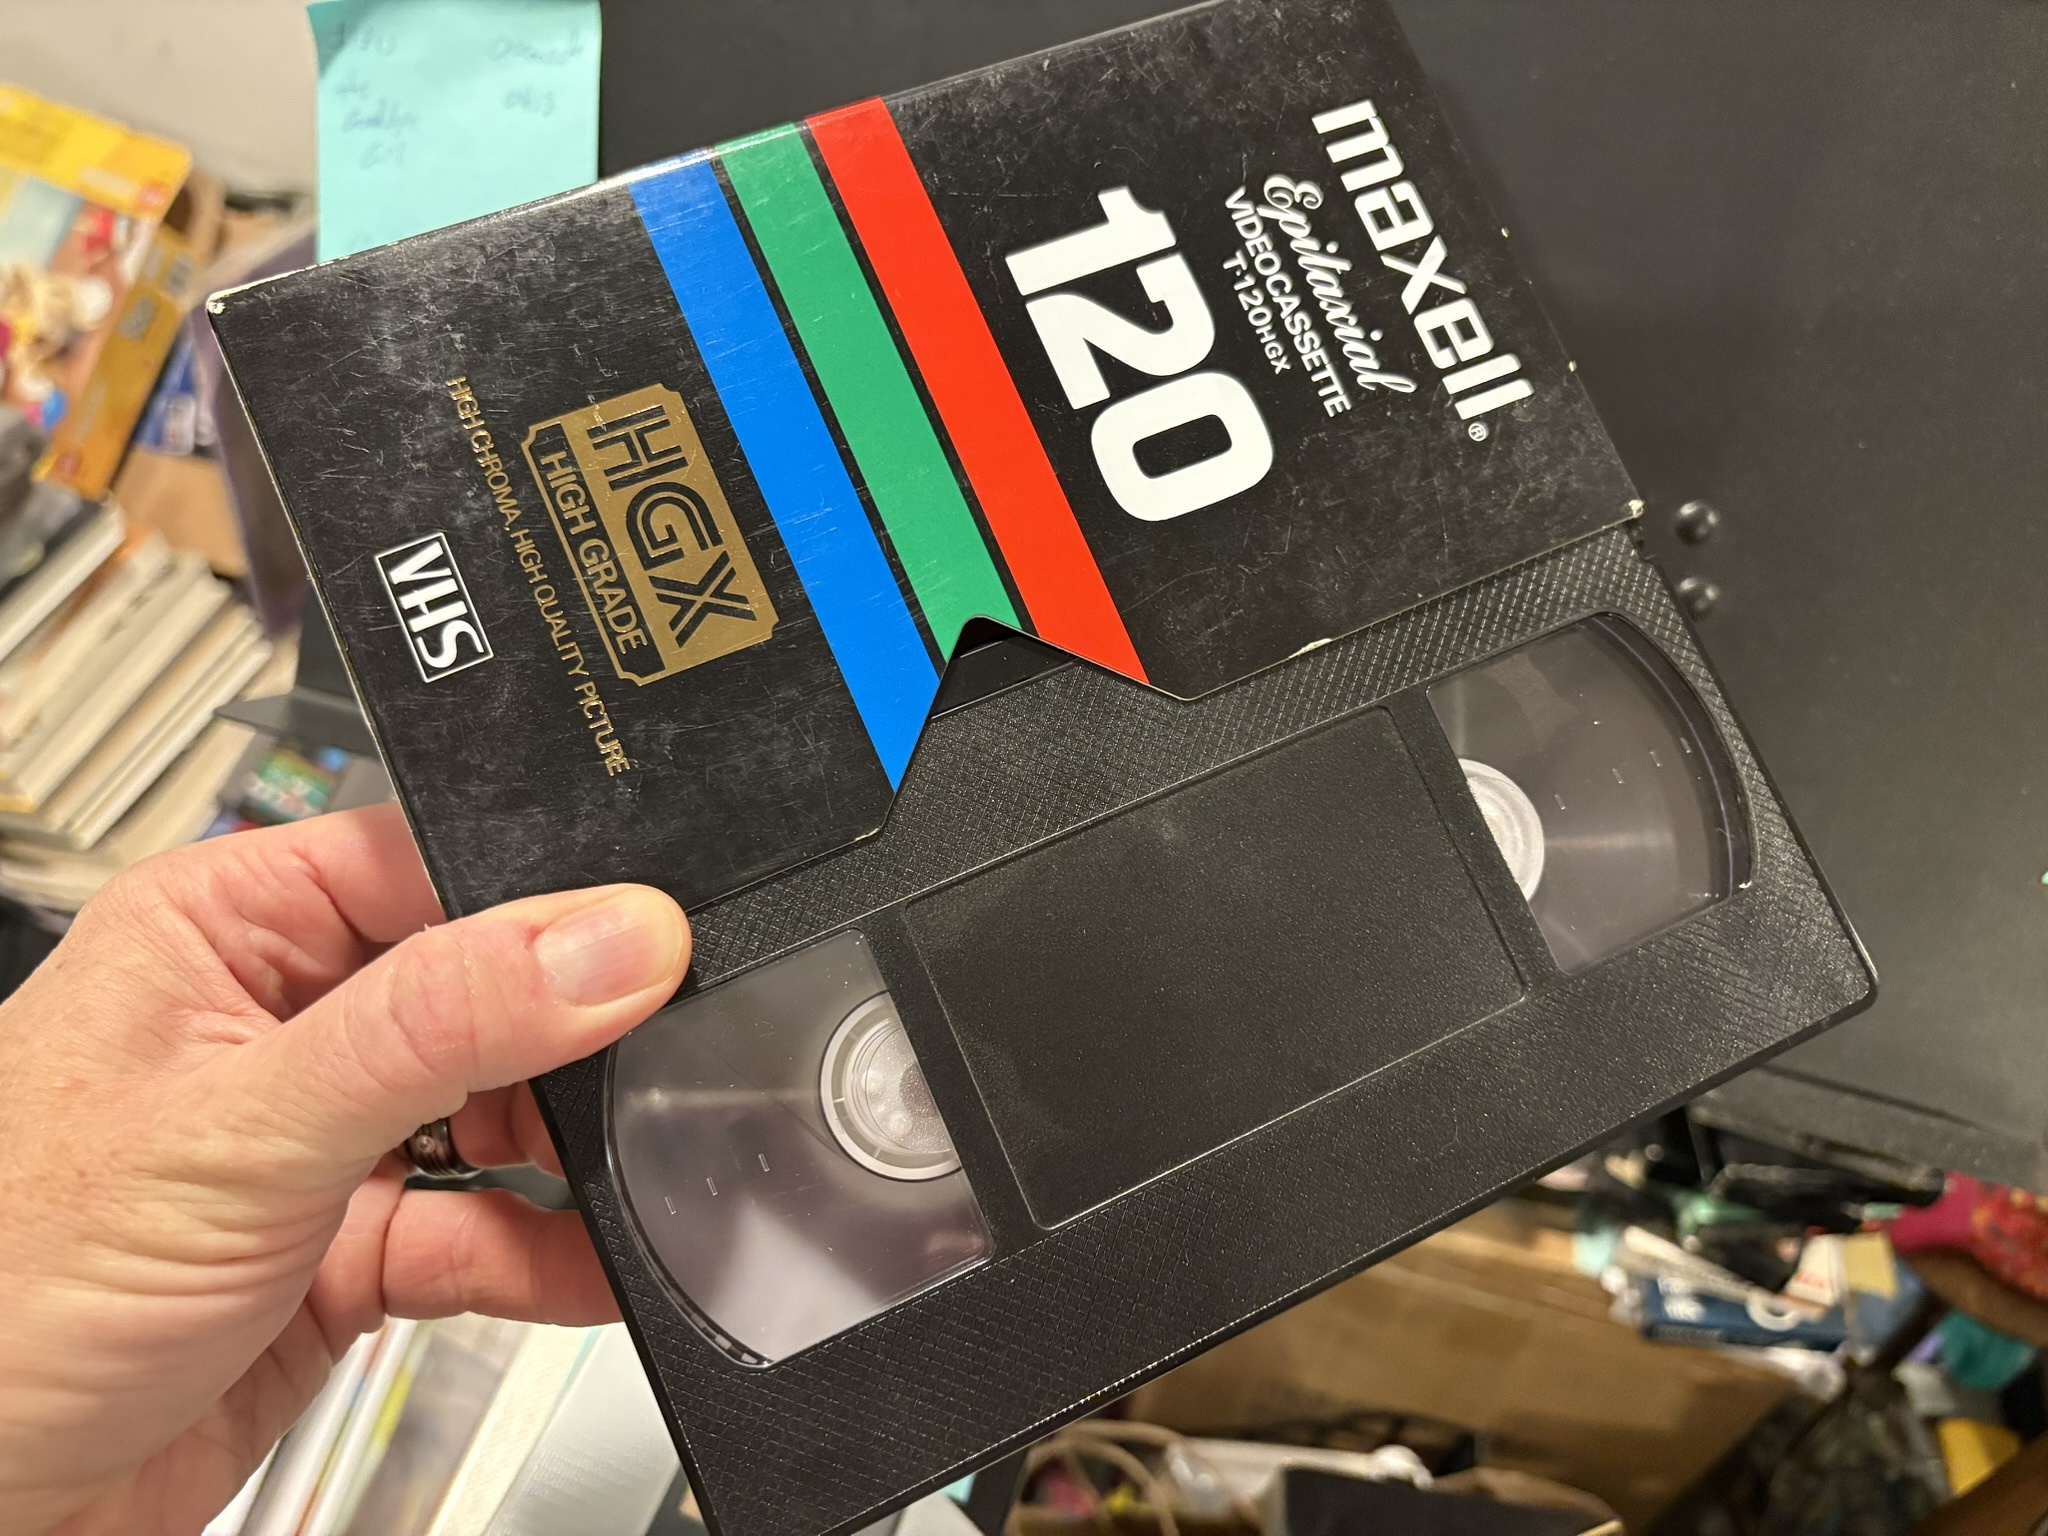 maxell®
Epitaxial
VIDEOCASSETTE
T-120HGX
120
HGX
HIGH GRADE
HIGH CHROMA, HIGH QUALITY PICTURE
VHS